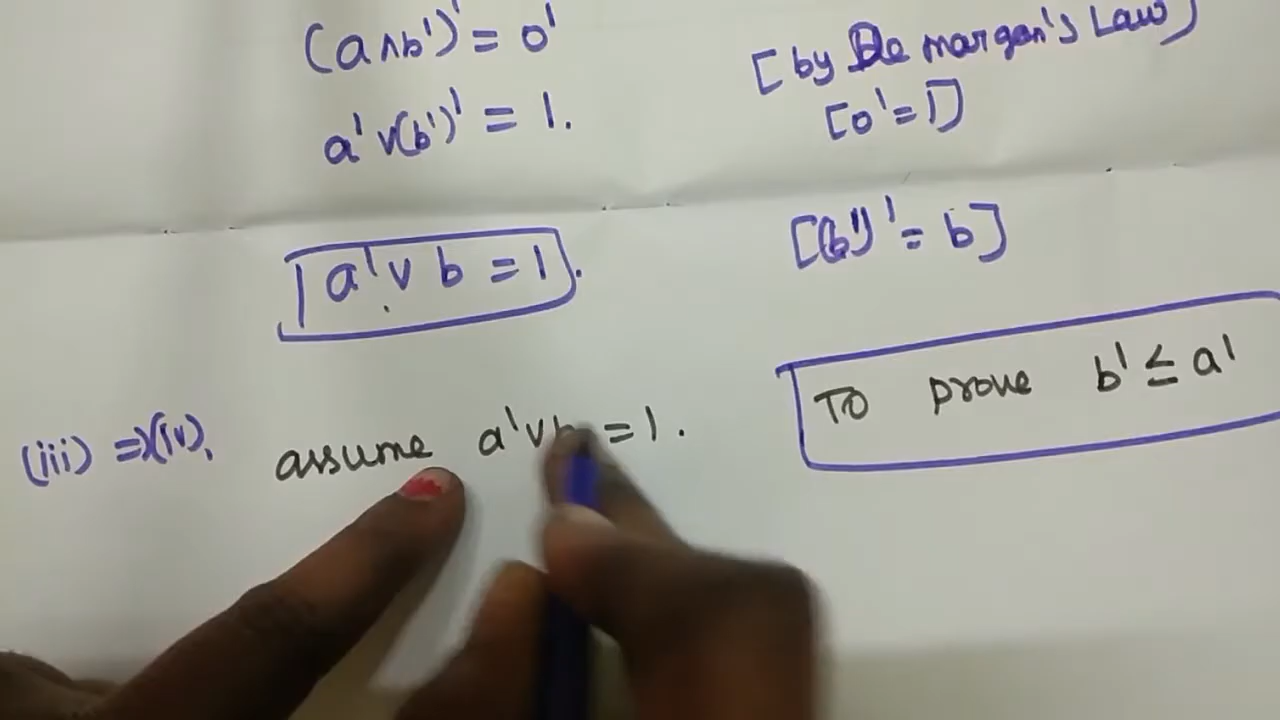 (a∧b')' = 0'
[by De margan's Law]
a' ∨(b')' = 1.
[0'=1]
a' ∨ b = 1.
[(b')' = b]
To prove b' ≤ a'
(iii) ⇒(iv), assume a'∨b = 1.